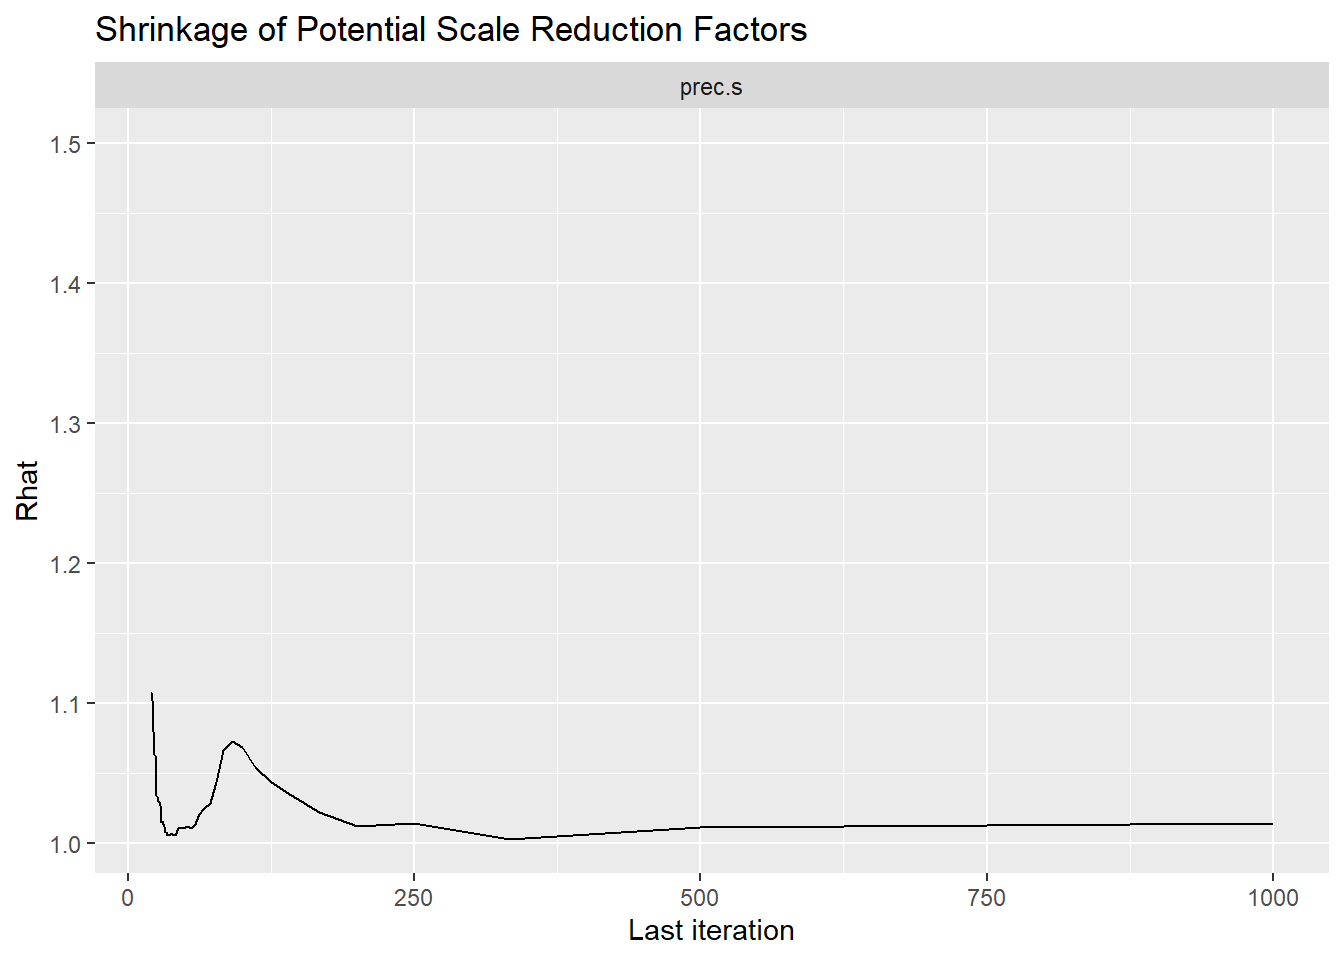 Shrinkage of Potential Scale Reduction Factors
prec.s
1.5
1.4
1.3
1.2
1.1
1.0
Rhat
0 250 500 750 1000
Last iteration